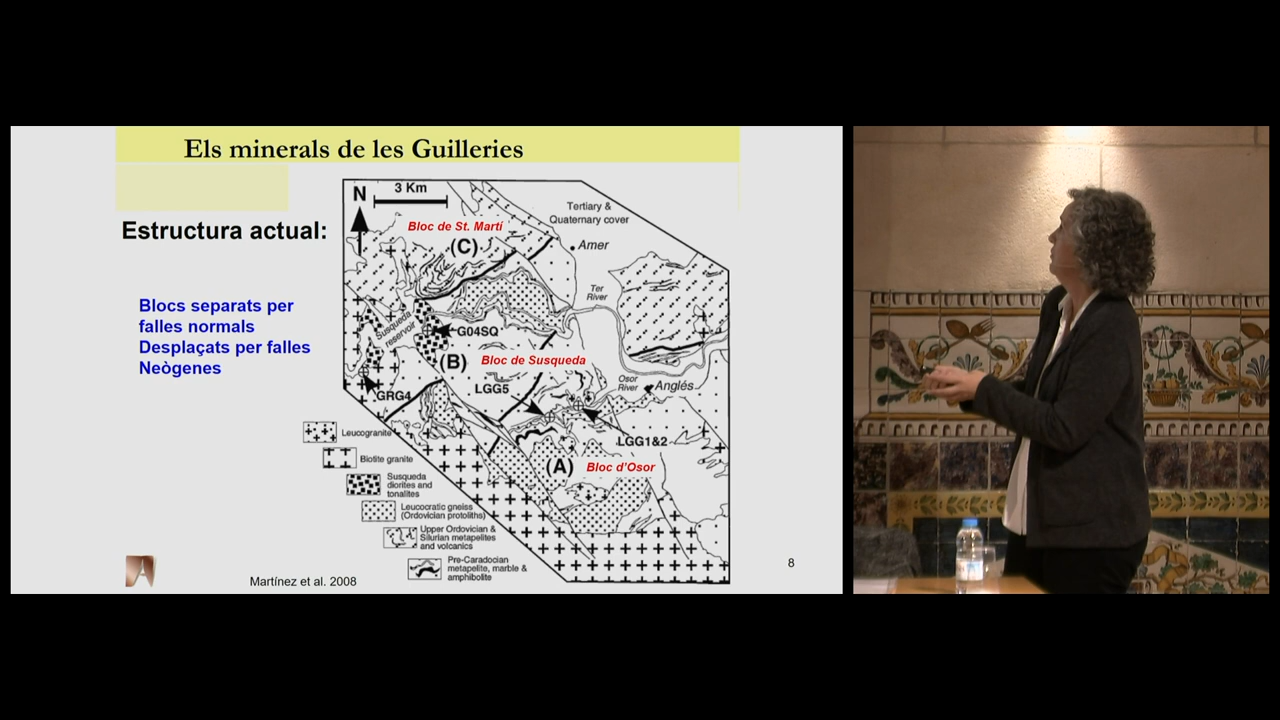 Els minerals de les Guilleries
Estructura actual:
Blocs separats per
falles normals
Desplaçats per falles
Neògenes
N
3 Km
Tertiary &
Quaternary cover
Bloc de St. Martí
(C)
Amer
Ter
River
Susqueda
reservoir
G04SQ
(B)
Bloc de Susqueda
LGG5
GRG4
Osor
River
Anglés
LGG1&2
(A)
Bloc d'Osor
Leucogranite
Biotite granite
Susqueda
diorites and
tonalites
Leucocratic gneiss
(Ordovician protoliths)
Upper Ordovician &
Silurian metapelites
and volcanics
Pre-Caradocian
metapelite, marble &
amphibolite
Martínez et al. 2008
8